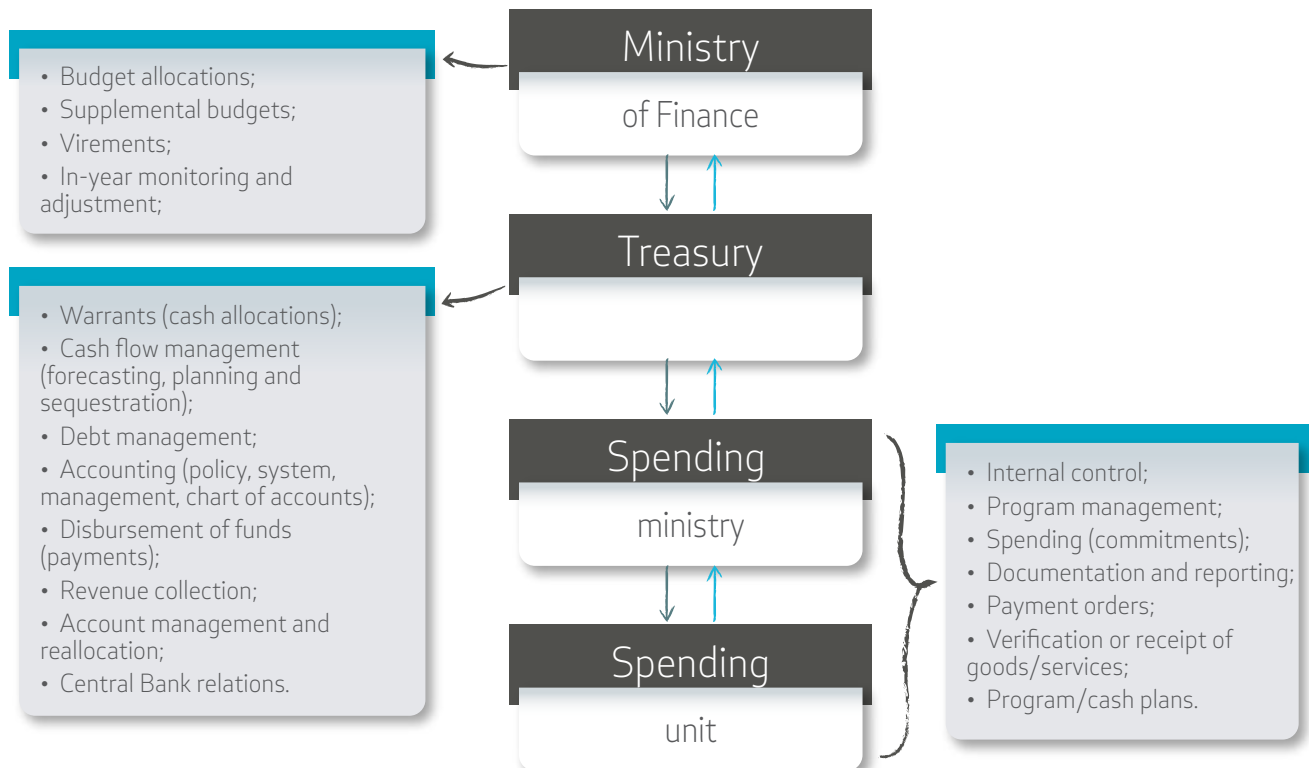 Ministry
of Finance
• Budget allocations;
• Supplemental budgets;
• Virements;
• In-year monitoring and
adjustment;
Treasury
• Warrants (cash allocations);
• Cash flow management
(forecasting, planning and
sequestration);
• Debt management;
• Accounting (policy, system,
management, chart of accounts);
• Disbursement of funds
(payments);
• Revenue collection;
• Account management and
reallocation;
• Central Bank relations.
Spending
ministry
Spending
unit
• Internal control;
• Program management;
• Spending (commitments);
• Documentation and reporting;
• Payment orders;
• Verification or receipt of
goods/services;
• Program/cash plans.